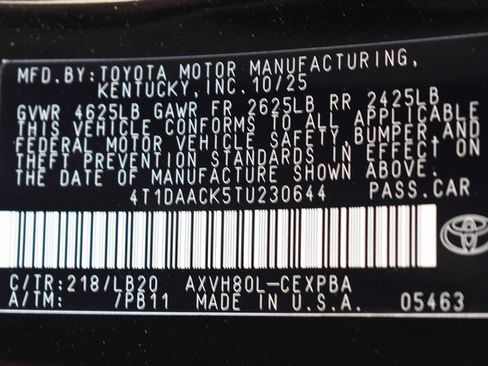 MFD.BY:TOYOTA MOTOR MANUFACTURING,
KENTUCKY,INC.10/25
GVWR 4625LB GAWR FR 2625LB RR 2425LB
THIS VEHICLE CONFORMS TO ALL APPLICABLE
FEDERAL MOTOR VEHICLE SAFETY,BUMPER,AND
THEFT PREVENTION STANDARDS IN EFFECT ON
THE DATE OF MANUFACTURE SHOWN ABOVE.
4T1DAACK5TU230644 PASS.CAR
C/TR:218/LB20 AXVH80L-CEXPBA
A/TM: /PB11 MADE IN U.S.A. 05463